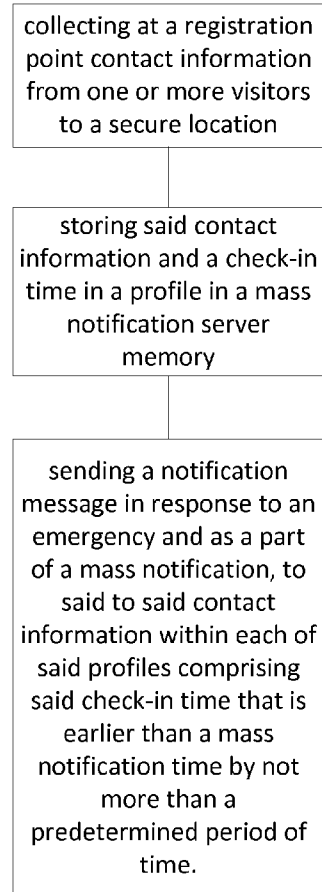 collecting at a registration
point contact information
from one or more visitors
to a secure location
storing said contact
information and a check-in
time in a profile in a mass
notification server
memory
sending a notification
message in response to an
emergency and as a part
of a mass notification, to
said to said contact
information within each of
said profiles comprising
said check-in time that is
earlier than a mass
notification time by not
more than a
predetermined period of
time.